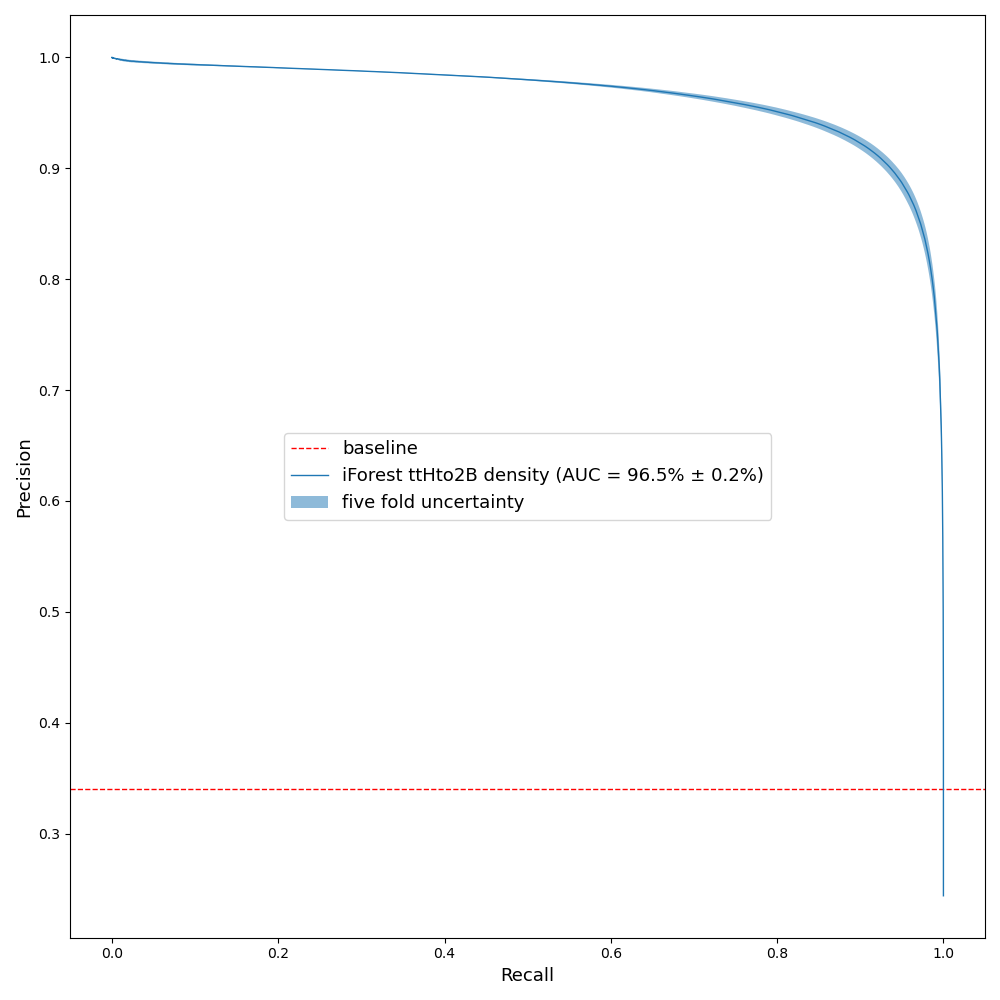 1.0
0.9
0.8
0.7
0.6
0.5
0.4
0.3
Precision
baseline
iForest ttHto2B density (AUC = 96.5% ± 0.2%)
five fold uncertainty
0.0 0.2 0.4 0.6 0.8 1.0
Recall